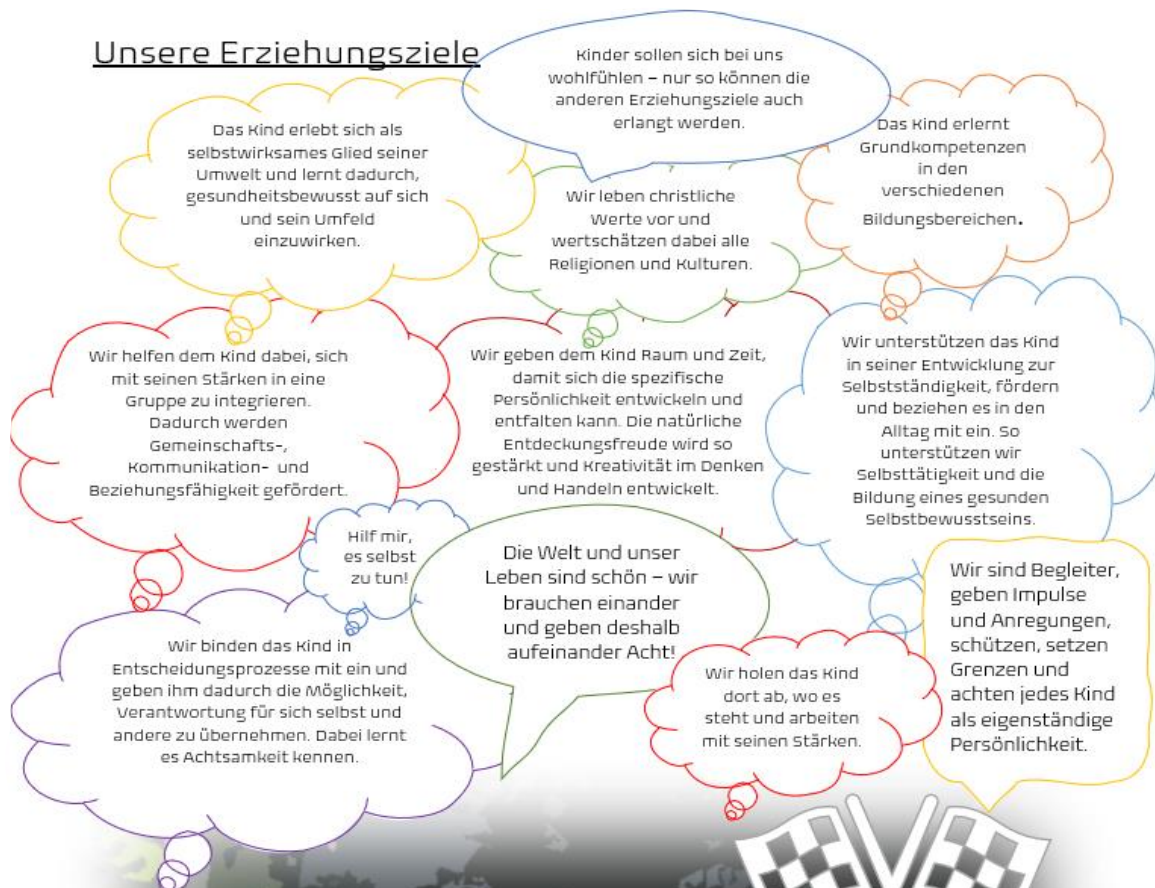 Unsere Erziehungsziele
Kinder sollen sich bei uns
wohlfühlen – nur so können die
anderen Erziehungsziele auch
erlangt werden.
Das Kind erlebt sich als
selbstwirksames Glied seiner
Umwelt und lernt dadurch,
gesundheitsbewusst auf sich
und sein Umfeld
einzuwirken.
Wir leben christliche
Werte vor und
wertschätzen dabei alle
Religionen und Kulturen.
Das Kind erlernt
Grundkompetenzen
in den
verschiedenen
Bildungsbereichen.
Wir helfen dem Kind dabei, sich
mit seinen Stärken in eine
Gruppe zu integrieren.
Dadurch werden
Gemeinschafts-,
Kommunikation- und
Beziehungsfähigkeit gefördert.
Wir geben dem Kind Raum und Zeit,
damit sich die spezifische
Persönlichkeit entwickeln und
entfalten kann. Die natürliche
Entdeckungsfreude wird so
gestärkt und Kreativität im Denken
und Handeln entwickelt.
Wir unterstützen das Kind
in seiner Entwicklung zur
Selbstständigkeit, fördern
und beziehen es in den
Alltag mit ein. So
unterstützen wir
Selbsttätigkeit und die
Bildung eines gesunden
Selbstbewusstseins.
Hilf mir,
es selbst
zu tun!
Die Welt und unser
Leben sind schön – wir
brauchen einander
und geben deshalb
aufeinander Acht!
Wir sind Begleiter,
geben Impulse
und Anregungen,
schützen, setzen
Grenzen und
achten jedes Kind
als eigenständige
Persönlichkeit.
Wir binden das Kind in
Entscheidungsprozesse mit ein und
geben ihm dadurch die Möglichkeit,
Verantwortung für sich selbst und
andere zu übernehmen. Dabei lernt
es Achtsamkeit kennen.
Wir holen das Kind
dort ab, wo es
steht und arbeiten
mit seinen Stärken.